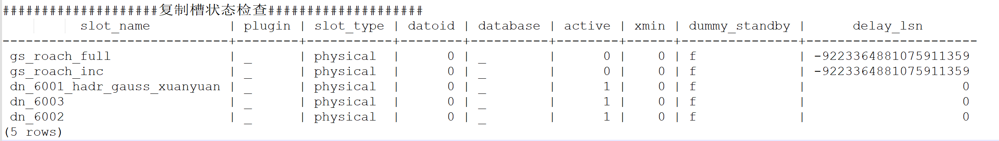 ####################复制槽状态检查####################
          slot_name          | plugin | slot_type | datoid | database | active | xmin | dummy_standby |      delay_lsn
-----------------------------+--------+-----------+--------+----------+--------+------+---------------+----------------------
 gs_roach_full               | _      | physical  |      0 | _        |      0 |    0 | f             | -9223364881075911359
 gs_roach_inc                | _      | physical  |      0 | _        |      0 |    0 | f             | -9223364881075911359
 dn_6001_hadr_gauss_xuanyuan | _      | physical  |      0 | _        |      1 |    0 | f             |                    0
 dn_6003                     | _      | physical  |      0 | _        |      1 |    0 | f             |                    0
 dn_6002                     | _      | physical  |      0 | _        |      1 |    0 | f             |                    0
(5 rows)